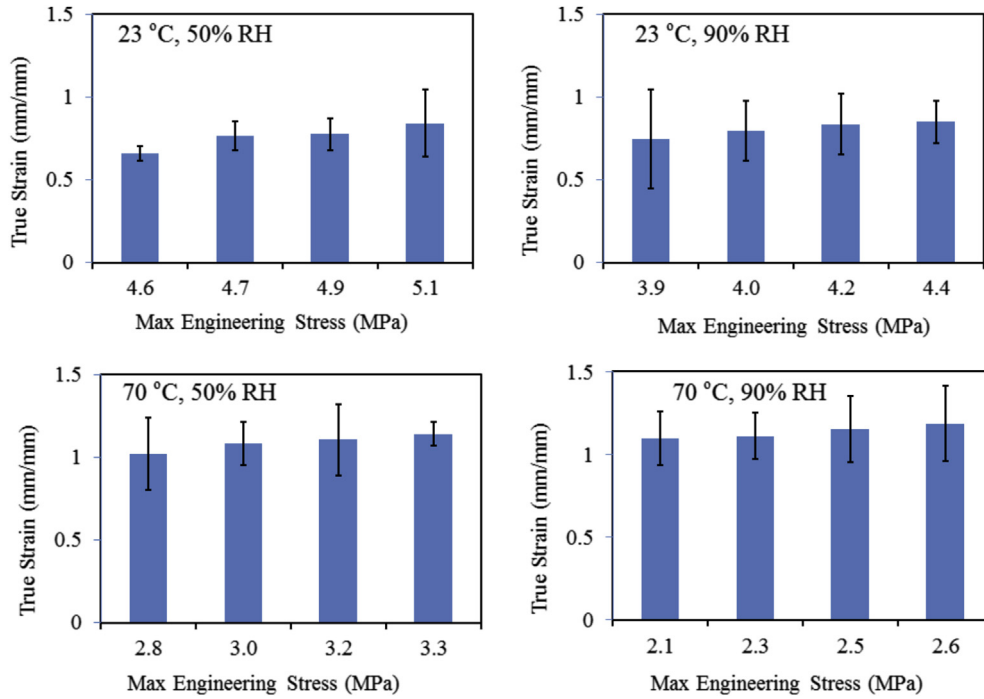 23 °C, 50% RH
True Strain (mm/mm)
1.5
1
0.5
0
4.6 4.7 4.9 5.1
Max Engineering Stress (MPa)
23 °C, 90% RH
True Strain (mm/mm)
1.5
1
0.5
0
3.9 4.0 4.2 4.4
Max Engineering Stress (MPa)
70 °C, 50% RH
True Strain (mm/mm)
1.5
1
0.5
0
2.8 3.0 3.2 3.3
Max Engineering Stress (MPa)
70 °C, 90% RH
True Strain (mm/mm)
1.5
1
0.5
0
2.1 2.3 2.5 2.6
Max Engineering Stress (MPa)